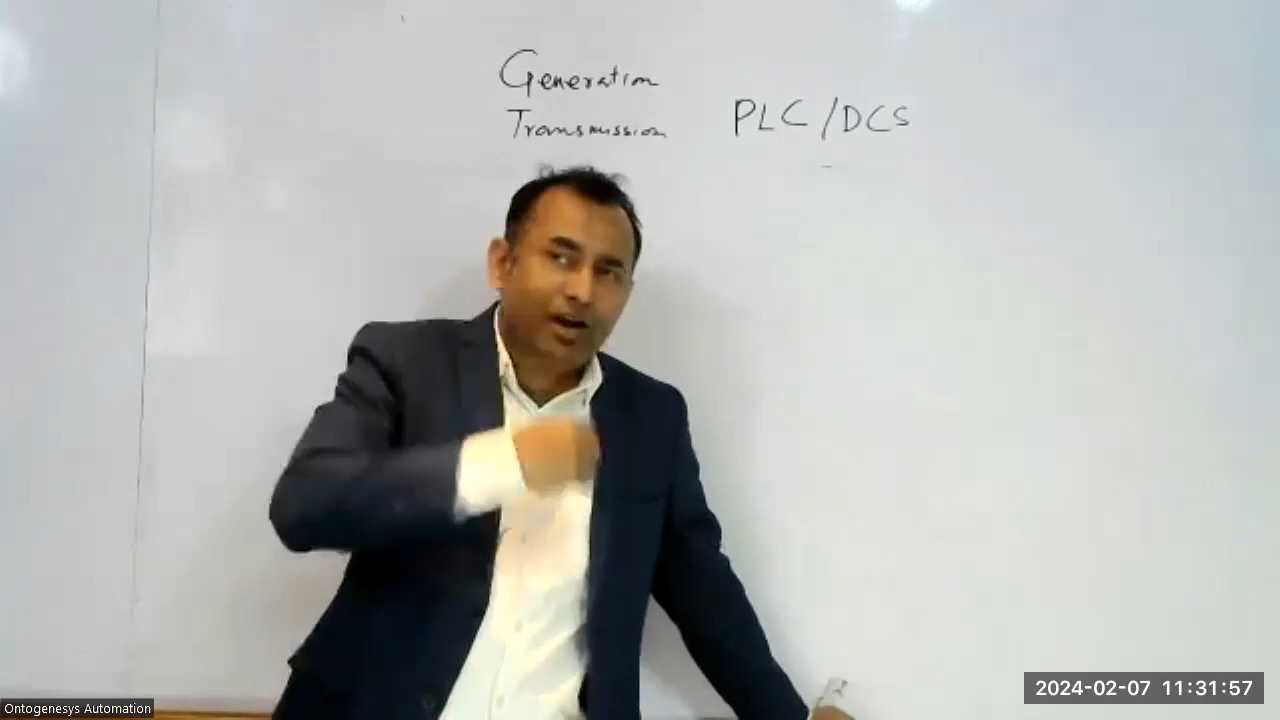 Generation
Transmission PLC/DCS
Ontogenesys Automation
2024-02-07 11:31:57